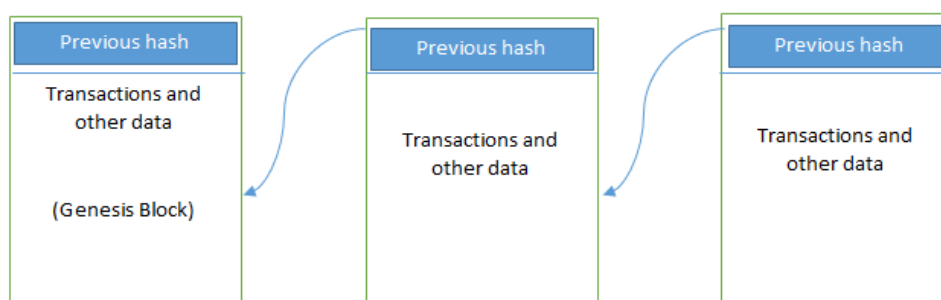 Previous hash
Transactions and
other data
(Genesis Block)
Previous hash
Transactions and
other data
Previous hash
Transactions and
other data